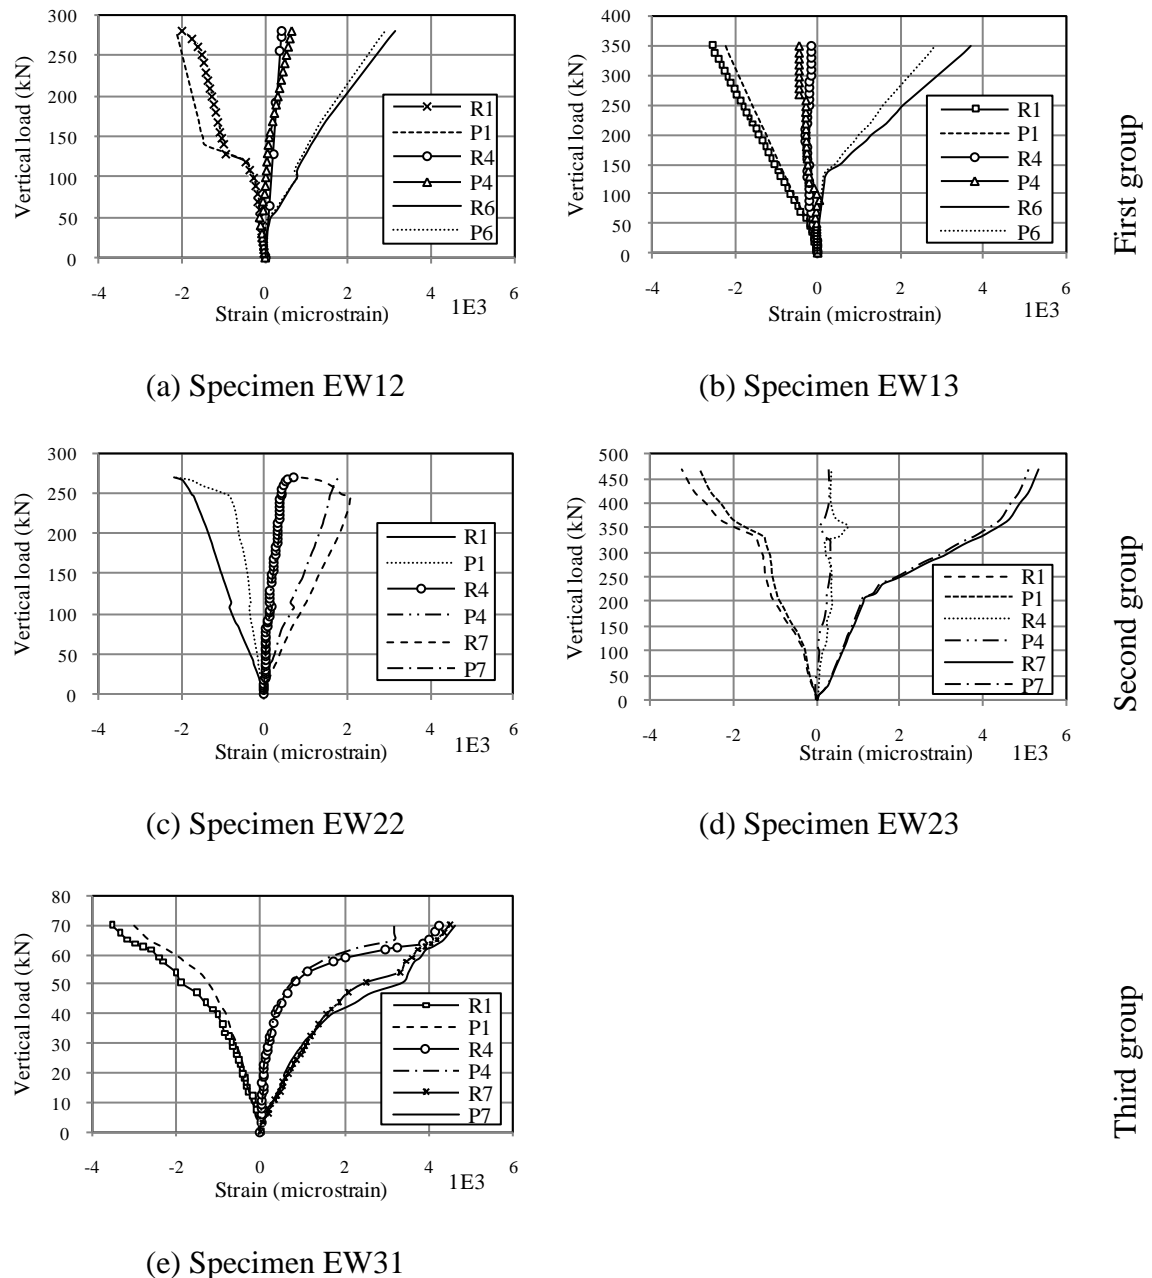 300
250
200
150
100
50
0
Vertical load (kN)
R1
P1
R4
P4
R6
P6
-4 -2 0 2 4 6
Strain (microstrain) 1E3
(a) Specimen EW12
400
350
300
250
200
150
100
50
0
Vertical load (kN)
R1
P1
R4
P4
R6
P6
-4 -2 0 2 4 6
Strain (microstrain) 1E3
(b) Specimen EW13
First group
300
250
200
150
100
50
0
Vertical load (kN)
R1
P1
R4
P4
R7
P7
-4 -2 0 2 4 6
Strain (microstrain) 1E3
(c) Specimen EW22
500
450
400
350
300
250
200
150
100
50
0
Vertical load (kN)
R1
P1
R4
P4
R7
P7
-4 -2 0 2 4 6
Strain (microstrain) 1E3
(d) Specimen EW23
Second group
80
70
60
50
40
30
20
10
0
Vertical load (kN)
R1
P1
R4
P4
R7
P7
-4 -2 0 2 4 6
Strain (microstrain) 1E3
(e) Specimen EW31
Third group